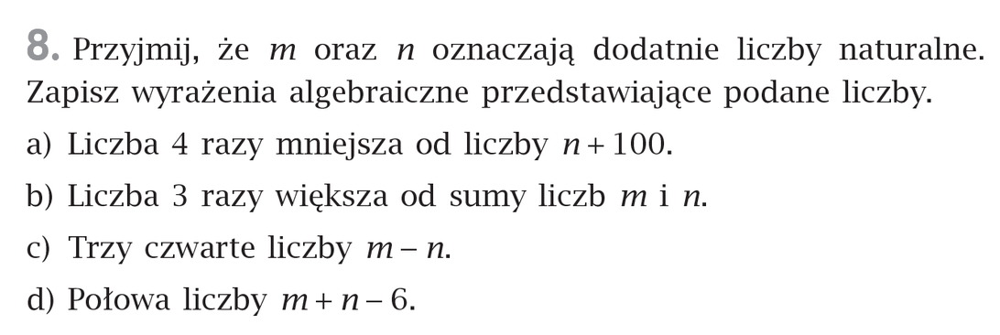 8. Przyjmij, że m oraz n oznaczają dodatnie liczby naturalne.
Zapisz wyrażenia algebraiczne przedstawiające podane liczby.
a) Liczba 4 razy mniejsza od liczby n + 100.
b) Liczba 3 razy większa od sumy liczb m i n.
c) Trzy czwarte liczby m – n.
d) Połowa liczby m + n – 6.